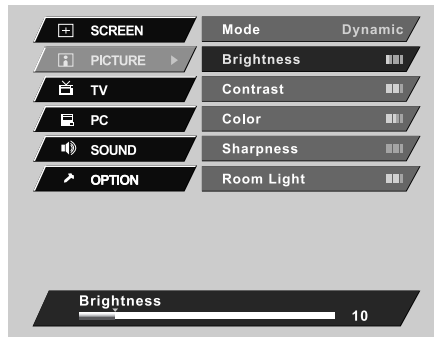 SCREEN
PICTURE
TV
PC
SOUND
OPTION
Mode Dynamic
Brightness
Contrast
Color
Sharpness
Room Light
Brightness
10